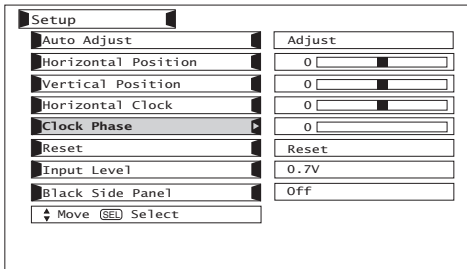 Setup
Auto Adjust Adjust
Horizontal Position 0
Vertical Position 0
Horizontal Clock 0
Clock Phase 0
Reset Reset
Input Level 0.7V
Black Side Panel Off
Move SEL Select